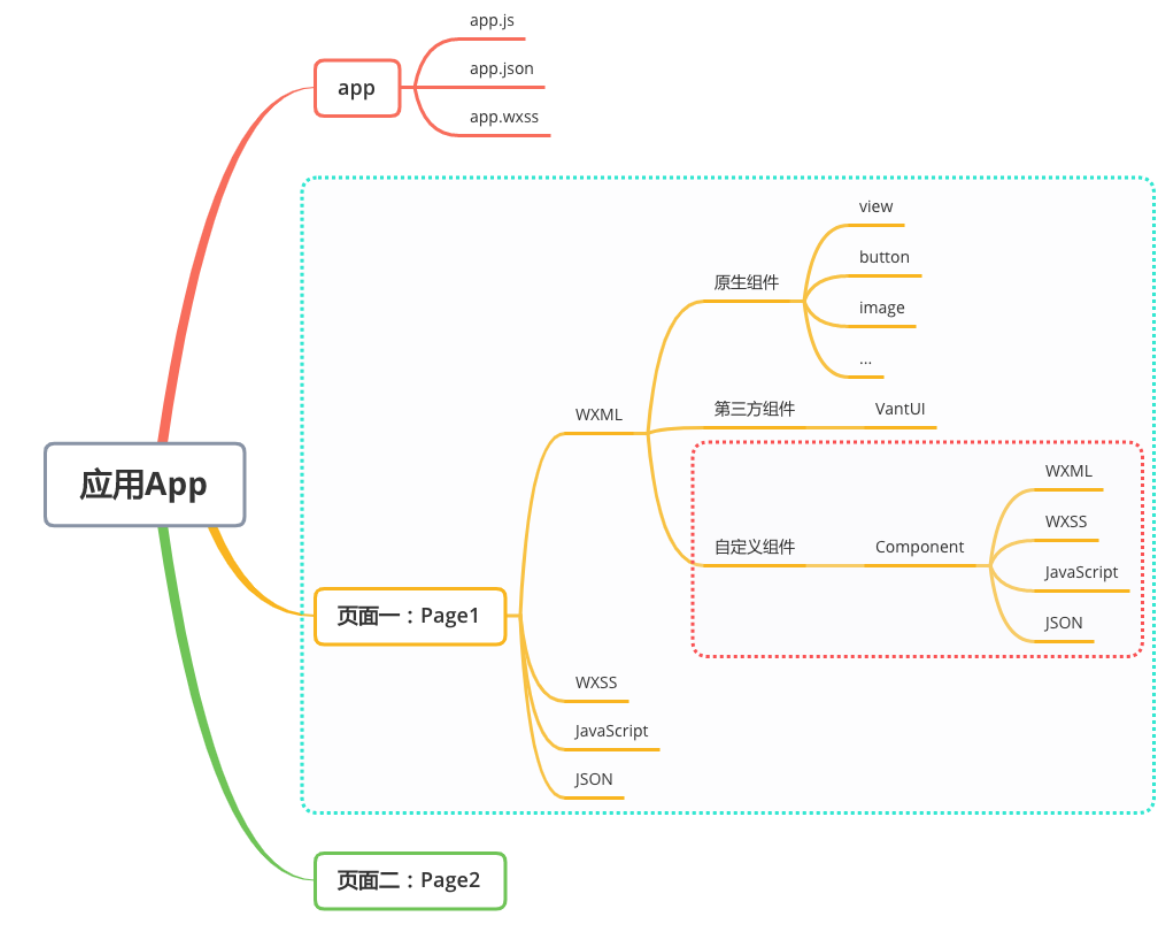 app.js
app.json
app.wxss
app
view
button
image
...
原生组件
第三方组件
VantUI
WXML
自定义组件
Component
WXML
WXSS
JavaScript
JSON
应用App
页面一：Page1
WXSS
JavaScript
JSON
页面二：Page2